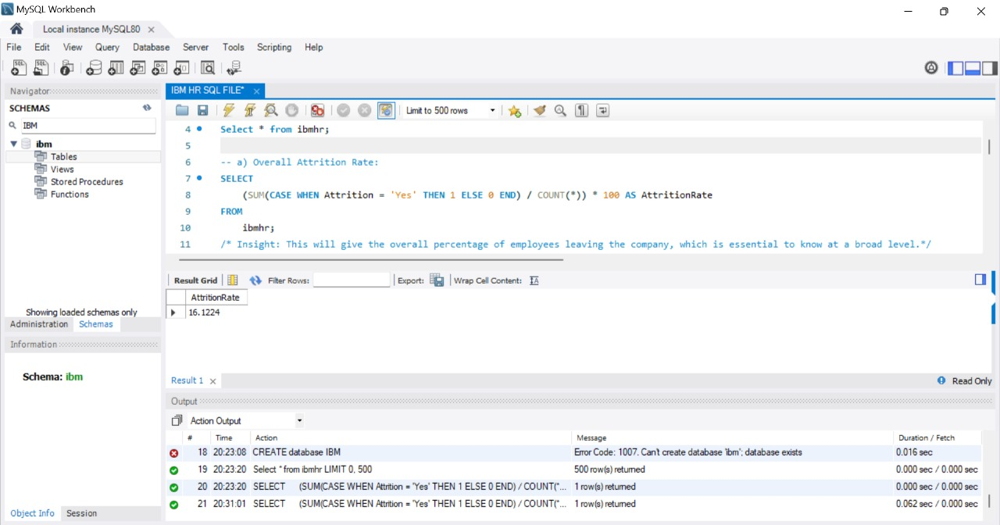 MySQL Workbench
Local instance MySQL80
File Edit View Query Database Server Tools Scripting Help
Navigator
SCHEMAS
IBM
ibm
Tables
Views
Stored Procedures
Functions
Showing loaded schemas only
Administration Schemas
Information
Schema: ibm
Object Info Session
IBM HR SQL FILE*
Limit to 500 rows
4 Select * from ibmhr;
5
6 -- a) Overall Attrition Rate:
7 SELECT
8 (SUM(CASE WHEN Attrition = 'Yes' THEN 1 ELSE 0 END) / COUNT(*)) * 100 AS AttritionRate
9 FROM
10 ibmhr;
11 /* Insight: This will give the overall percentage of employees leaving the company, which is essential to know at a broad level.*/
Result Grid Filter Rows: Export: Wrap Cell Content:
AttritionRate
16.1224
Result 1 Read Only
Output
Action Output
# Time Action Message Duration / Fetch
18 20:23:08 CREATE database IBM Error Code: 1007. Can't create database 'ibm'; database exists 0.016 sec
19 20:23:20 Select * from ibmhr LIMIT 0, 500 500 row(s) returned 0.000 sec / 0.000 sec
20 20:23:20 SELECT (SUM(CASE WHEN Attrition = 'Yes' THEN 1 ELSE 0 END) / COUNT(*... 1 row(s) returned 0.000 sec / 0.000 sec
21 20:31:01 SELECT (SUM(CASE WHEN Attrition = 'Yes' THEN 1 ELSE 0 END) / COUNT(*... 1 row(s) returned 0.062 sec / 0.000 sec